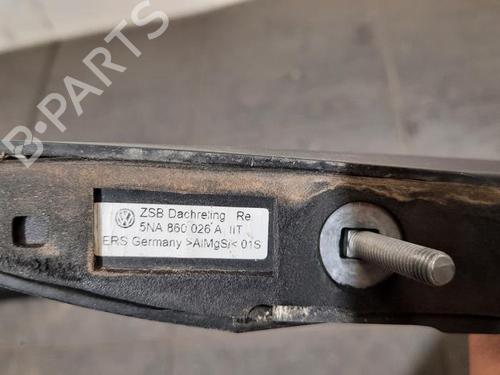 B-PARTS
ZSB Dachreling Re
5NA 860 026 A IIT
ERS Germany >AlMgSi< 01S